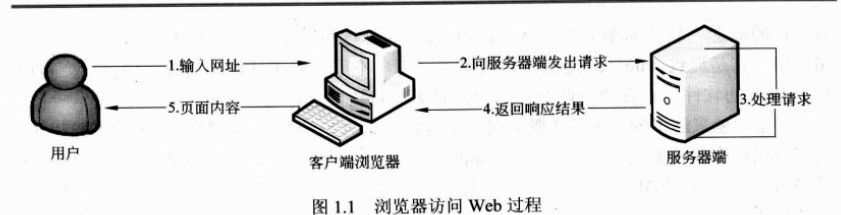 1.输入网址
2.向服务器端发出请求
3.处理请求
5.页面内容
4.返回响应结果
用户
客户端浏览器
服务器端
图 1.1 浏览器访问 Web 过程